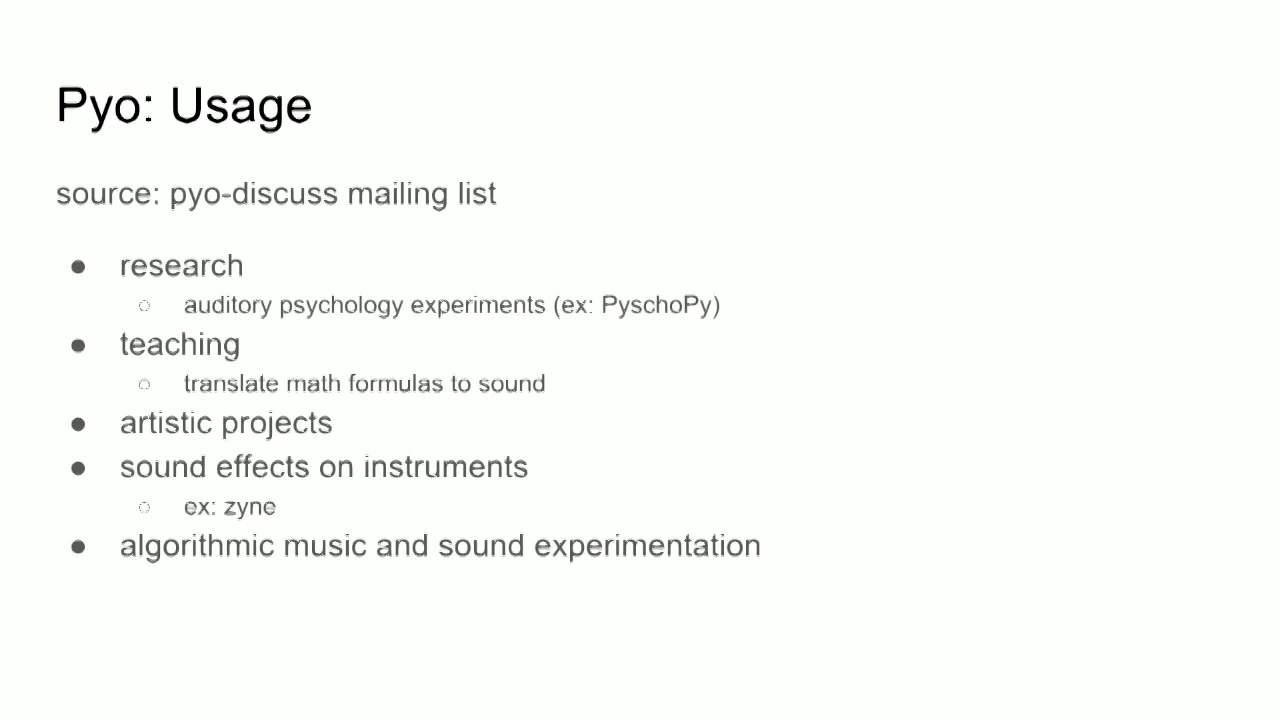 Pyo: Usage
source: pyo-discuss mailing list
● research
○ auditory psychology experiments (ex: PyschoPy)
● teaching
○ translate math formulas to sound
● artistic projects
● sound effects on instruments
○ ex: zyne
● algorithmic music and sound experimentation